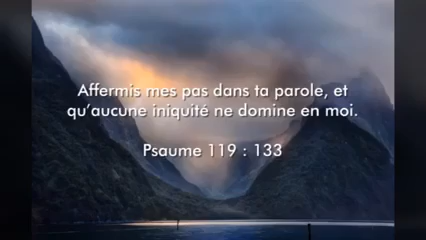 Affermis mes pas dans ta parole, et
qu’aucune iniquité ne domine en moi.
Psaume 119 : 133